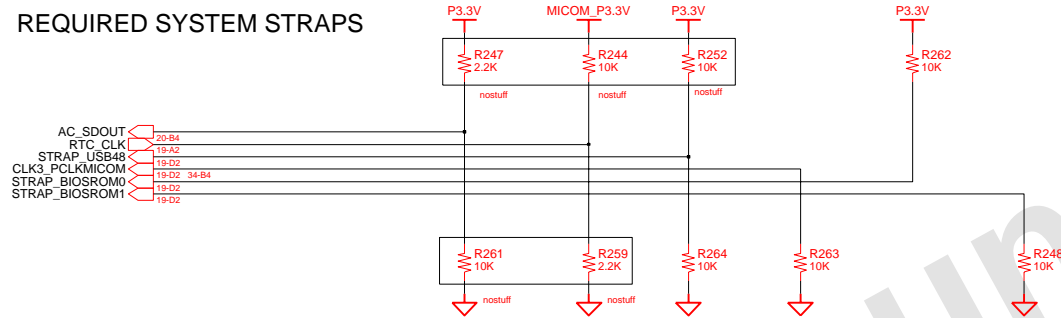 REQUIRED SYSTEM STRAPS
P3.3V
MICOM_P3.3V
P3.3V
P3.3V
R247
2.2K
R244
10K
R252
10K
R262
10K
nostuff
nostuff
nostuff
AC_SDOUT
20-B4
RTC_CLK
19-A2
STRAP_USB48
19-D2
CLK3_PCLKMICOM
19-D2 34-B4
STRAP_BIOSROM0
19-D2
STRAP_BIOSROM1
19-D2
R261
10K
R259
2.2K
R264
10K
R263
10K
R248
10K
nostuff
nostuff